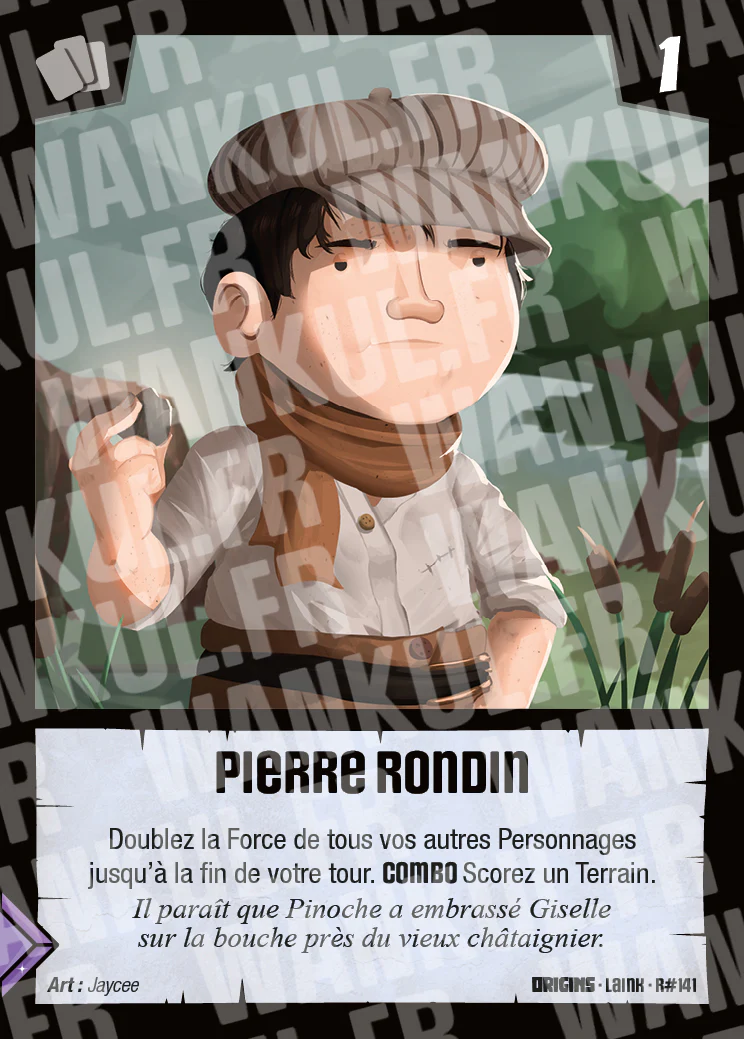 1
PIERRE RONDIN
Doublez la Force de tous vos autres Personnages
jusqu'à la fin de votre tour. COMBO Scorez un Terrain.
Il paraît que Pinoche a embrassé Giselle
sur la bouche près du vieux châtaignier.
Art : Jaycee
ORIGINS · LAINK · R#141
WANKUL.FR